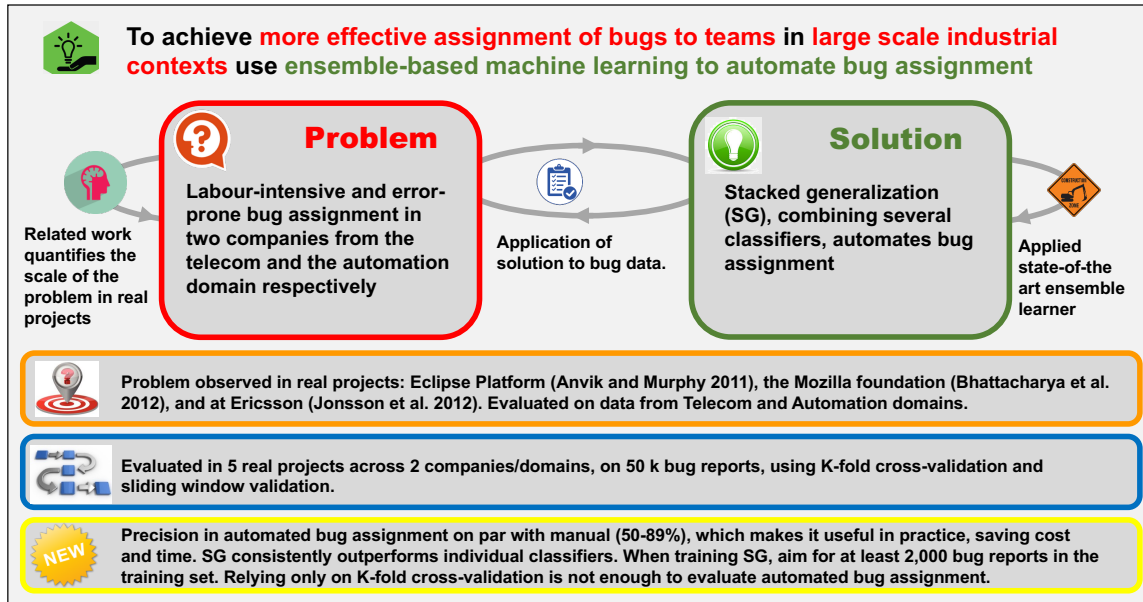 To achieve more effective assignment of bugs to teams in large scale industrial
contexts use ensemble-based machine learning to automate bug assignment
Problem
Labour-intensive and error-
prone bug assignment in
two companies from the
telecom and the automation
domain respectively
Solution
Stacked generalization
(SG), combining several
classifiers, automates bug
assignment
Related work
quantifies the
scale of the
problem in real
projects
Application of
solution to bug data.
CONSTRUCTION
ZONE
Applied
state-of-the
art ensemble
learner
Problem observed in real projects: Eclipse Platform (Anvik and Murphy 2011), the Mozilla foundation (Bhattacharya et al.
2012), and at Ericsson (Jonsson et al. 2012). Evaluated on data from Telecom and Automation domains.
Evaluated in 5 real projects across 2 companies/domains, on 50 k bug reports, using K-fold cross-validation and
sliding window validation.
NEW
Precision in automated bug assignment on par with manual (50-89%), which makes it useful in practice, saving cost
and time. SG consistently outperforms individual classifiers. When training SG, aim for at least 2,000 bug reports in the
training set. Relying only on K-fold cross-validation is not enough to evaluate automated bug assignment.